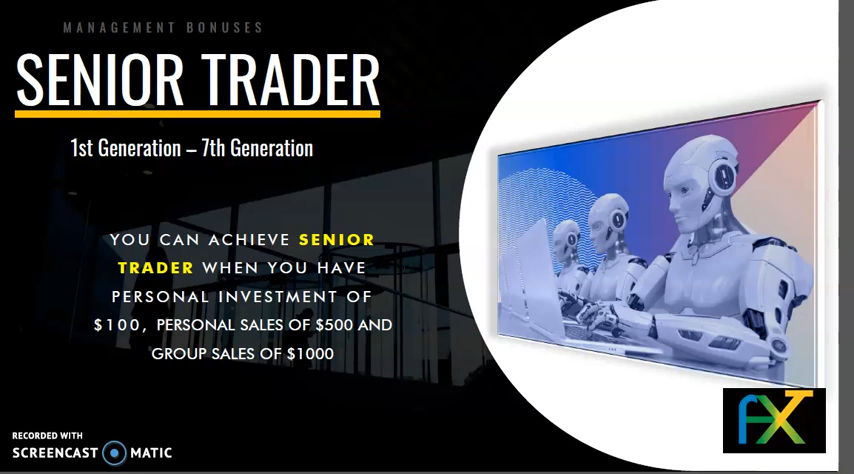 MANAGEMENT BONUSES
SENIOR TRADER
1st Generation – 7th Generation
YOU CAN ACHIEVE SENIOR
TRADER WHEN YOU HAVE
PERSONAL INVESTMENT OF
$100, PERSONAL SALES OF $500 AND
GROUP SALES OF $1000
RECORDED WITH
SCREENCAST MATIC
FXT